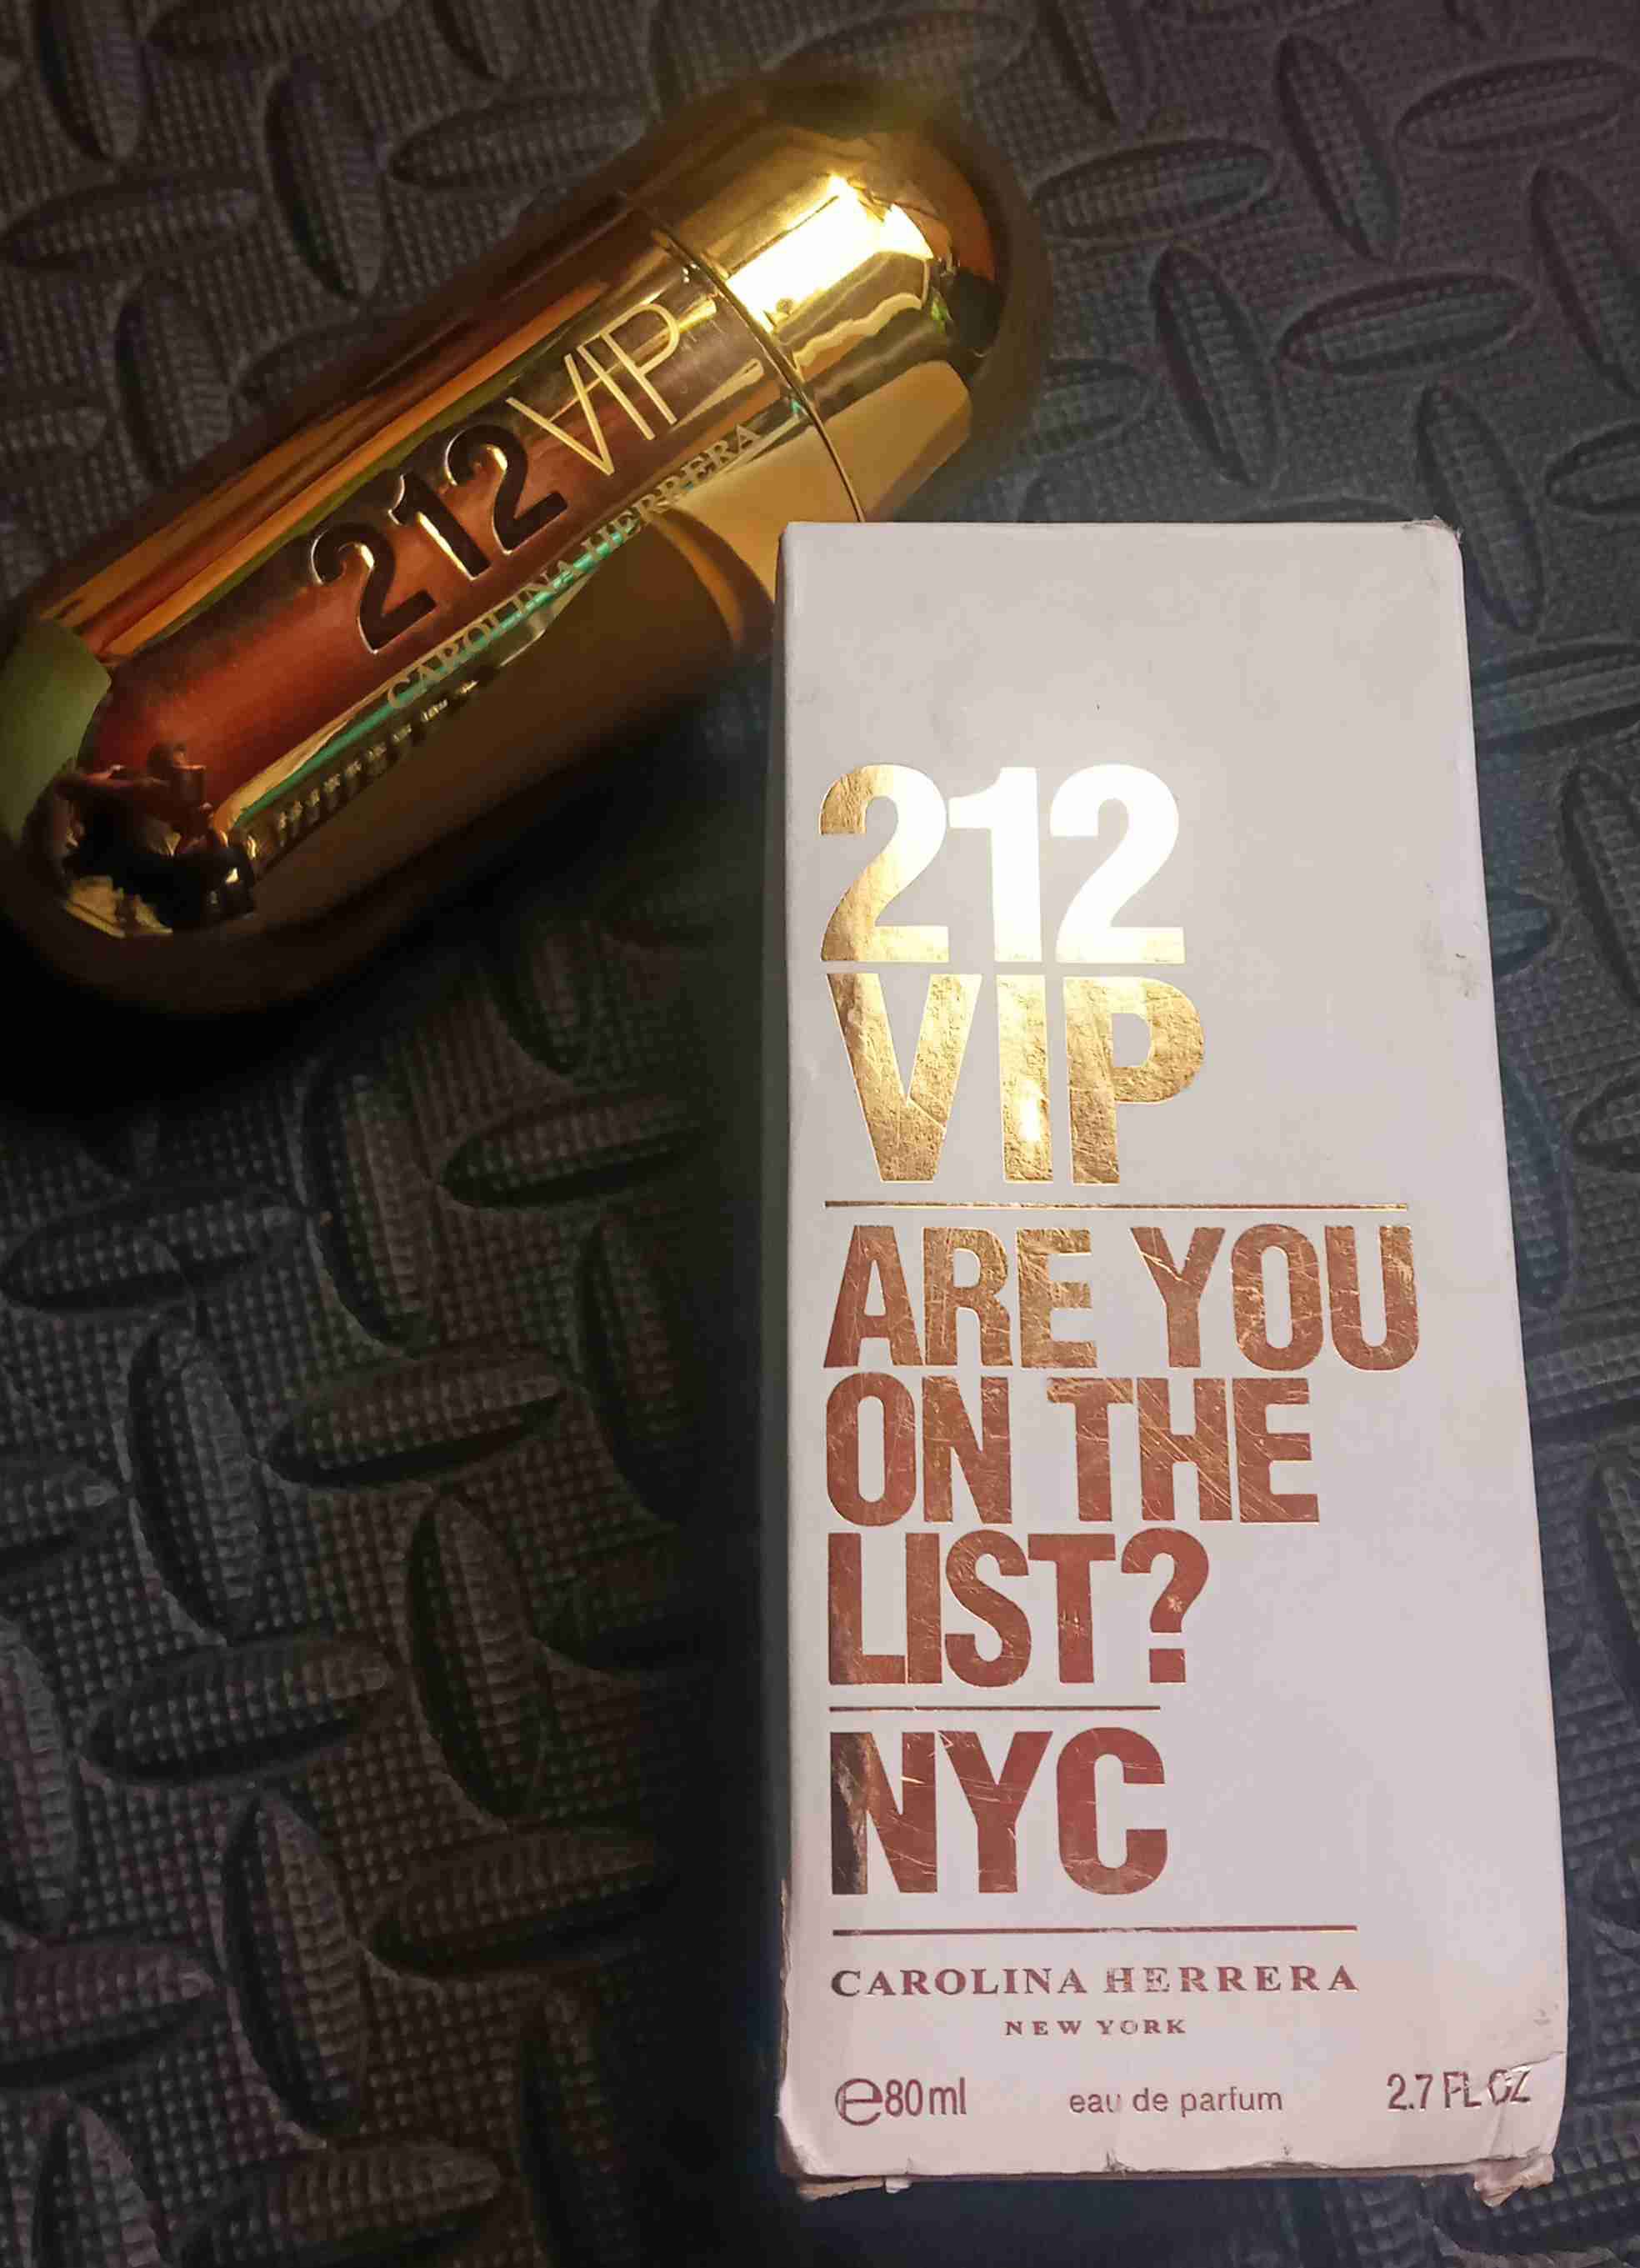 212 VIP
CAROLINA HERRERA
212
VIP
ARE YOU
ON THE
LIST?
NYC
CAROLINA HERRERA
NEW YORK
℮80ml eau de parfum 2.7 FL OZ